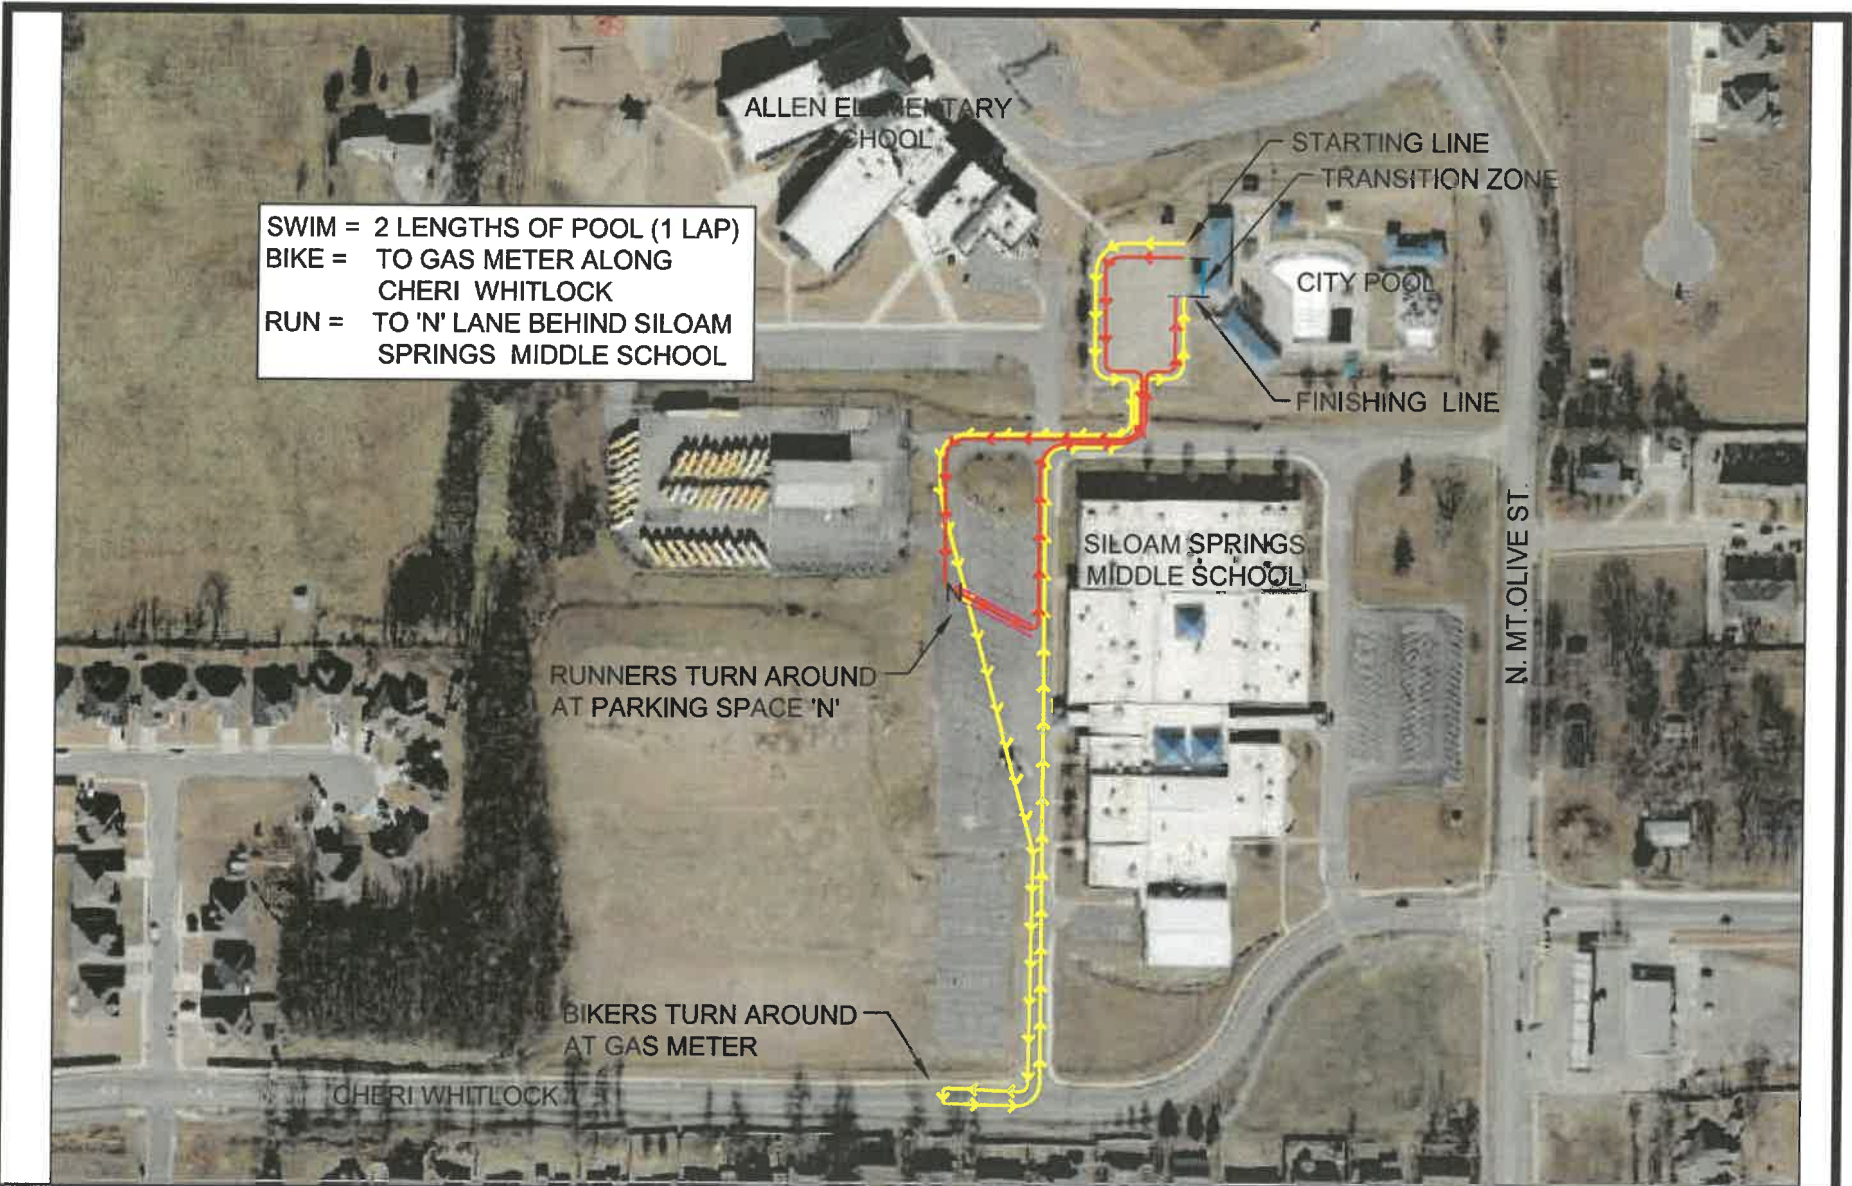 ALLEN ELEMENTARY
SCHOOL
STARTING LINE
TRANSITION ZONE
SWIM = 2 LENGTHS OF POOL (1 LAP)
BIKE = TO GAS METER ALONG
CHERI WHITLOCK
RUN = TO 'N' LANE BEHIND SILOAM
SPRINGS MIDDLE SCHOOL
CITY POOL
FINISHING LINE
N. MT.OLIVE ST.
SILOAM SPRINGS
MIDDLE SCHOOL
N
RUNNERS TURN AROUND
AT PARKING SPACE 'N'
BIKERS TURN AROUND
AT GAS METER
CHERI WHITLOCK